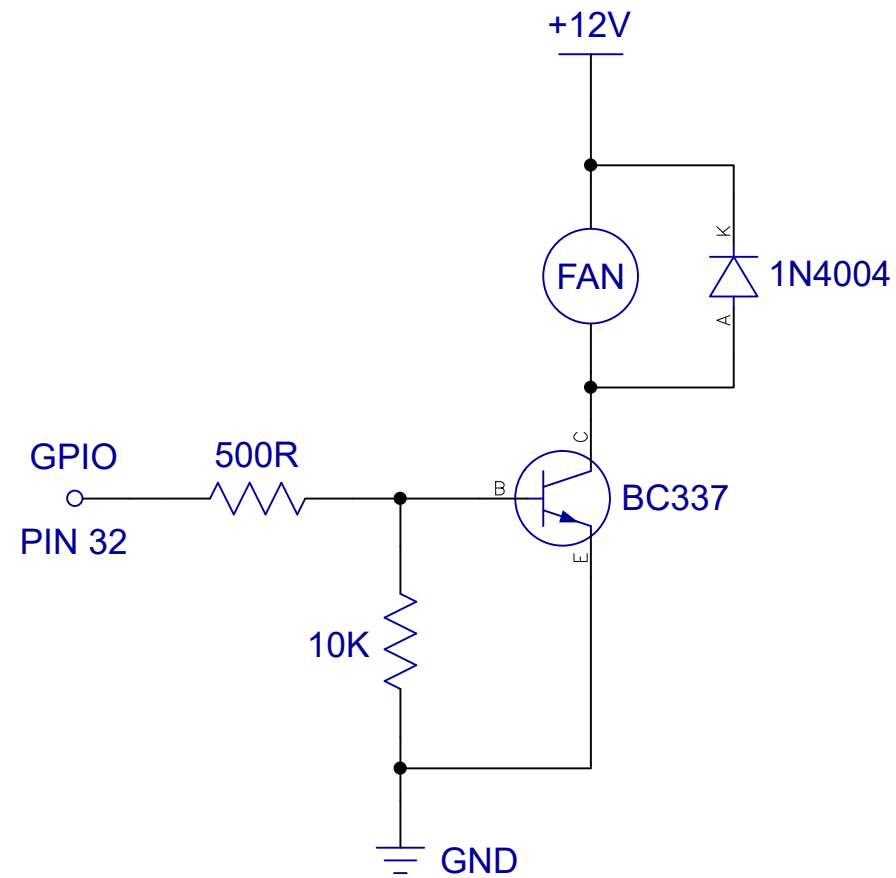 +12V
K
FAN
1N4004
A
C
GPIO
500R
B
BC337
PIN 32
E
10K
GND